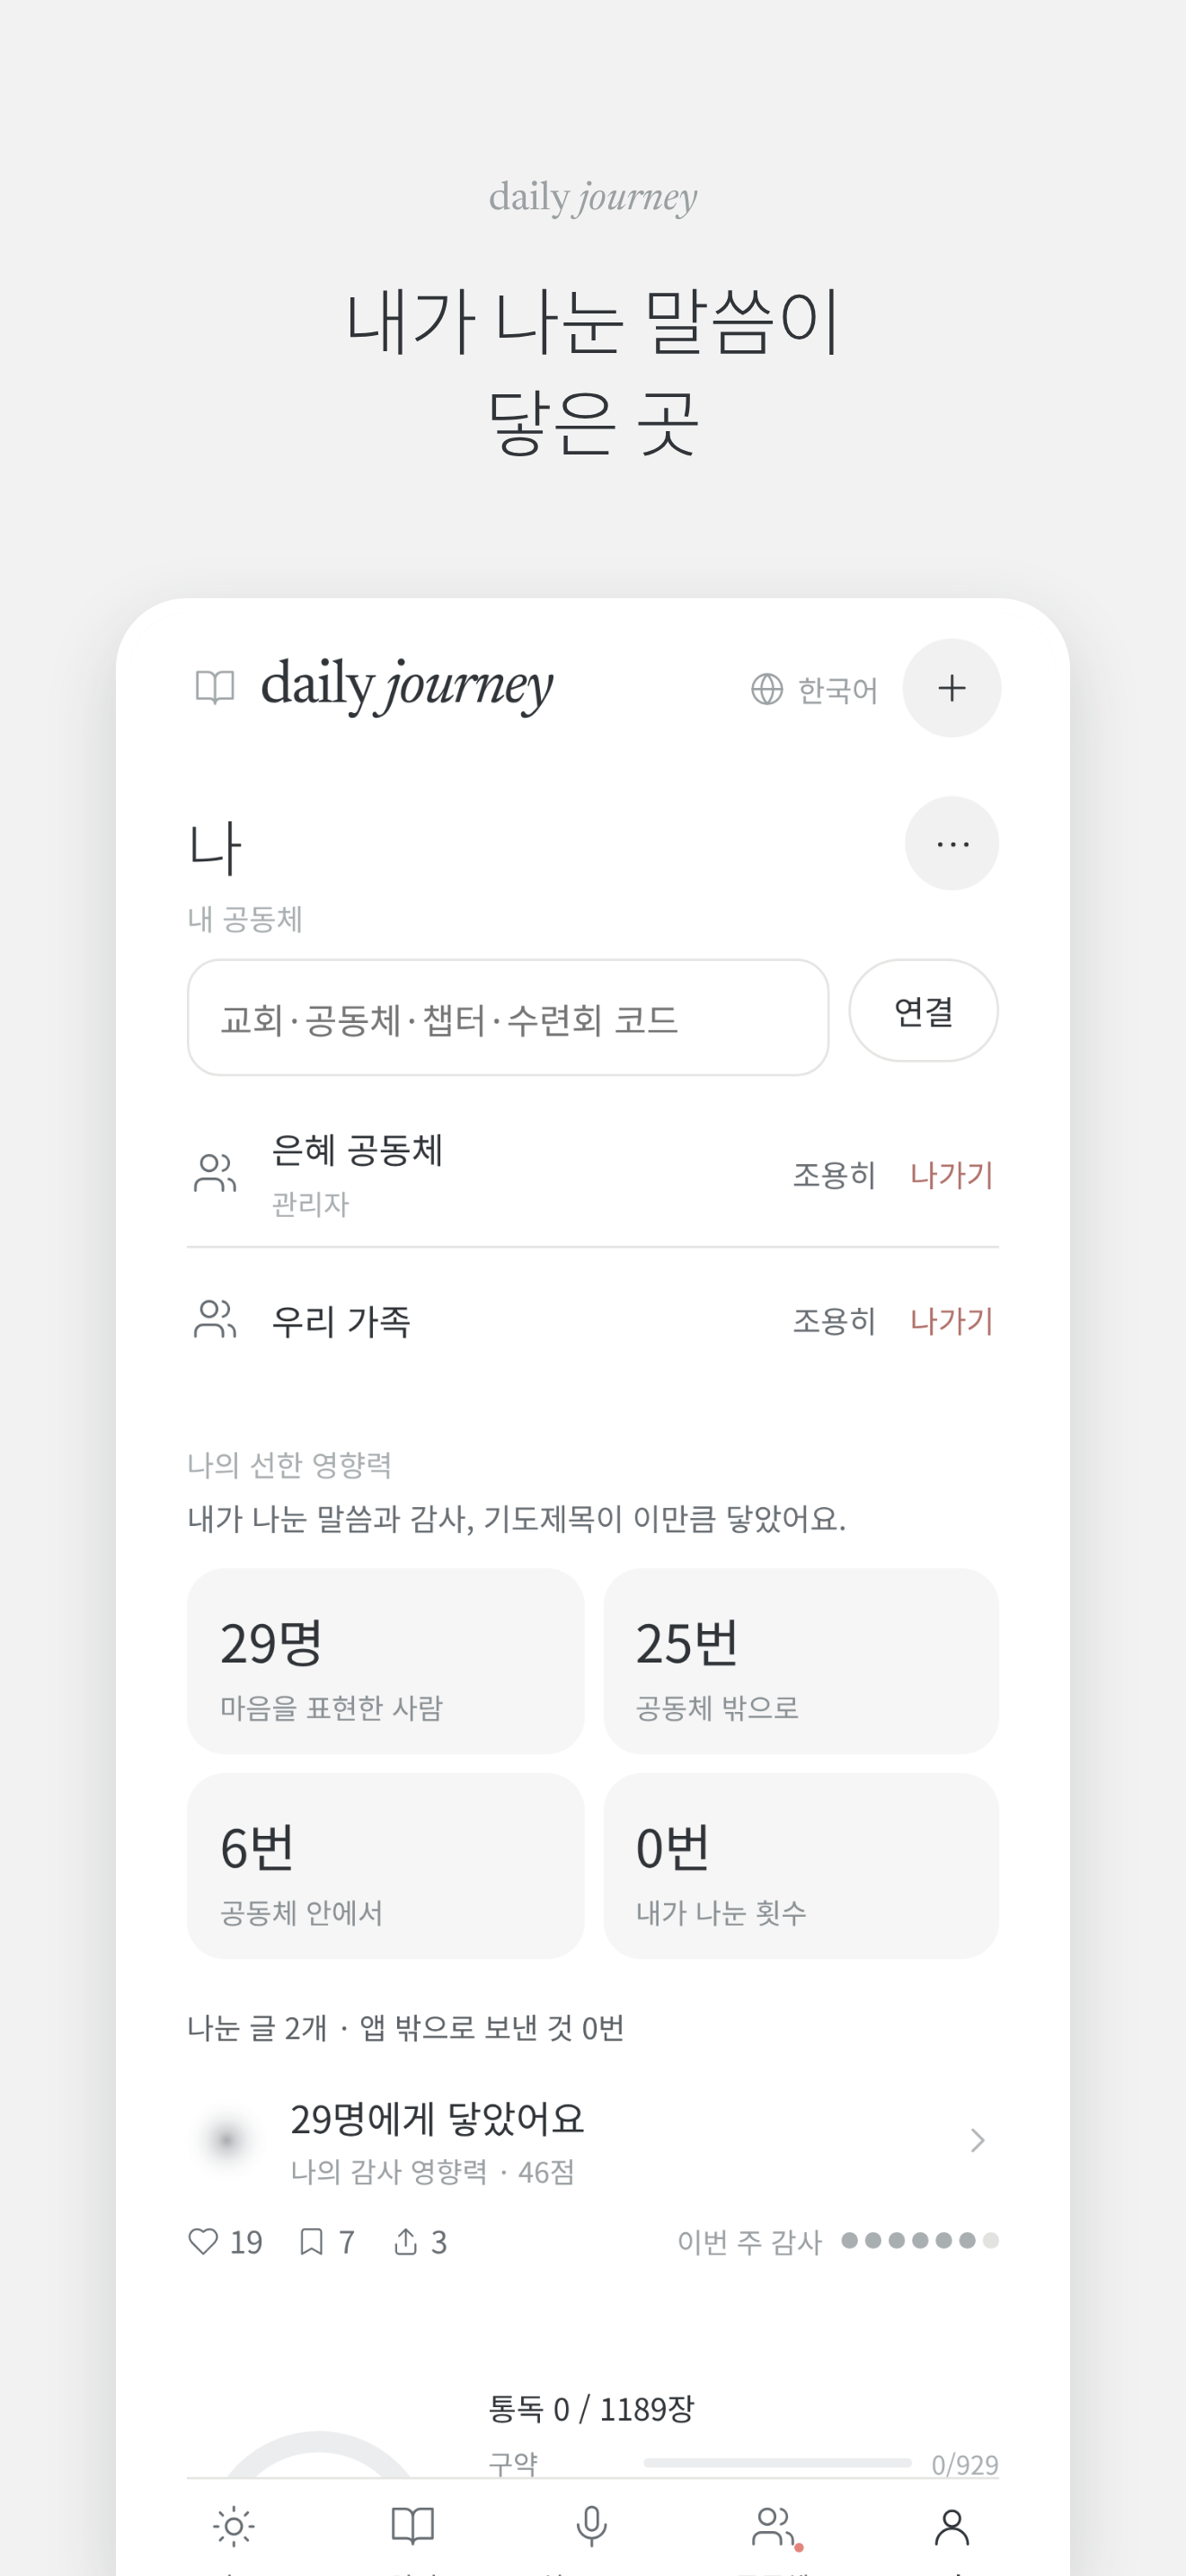 daily journey
내가 나눈 말씀이
닿은 곳
daily journey
한국어
나
내 공동체
교회·공동체·챕터·수련회 코드
연결
은혜 공동체
관리자
조용히 나가기
우리 가족
조용히 나가기
나의 선한 영향력
내가 나눈 말씀과 감사, 기도제목이 이만큼 닿았어요.
29명
마음을 표현한 사람
25번
공동체 밖으로
6번
공동체 안에서
0번
내가 나눈 횟수
나눈 글 2개 · 앱 밖으로 보낸 것 0번
29명에게 닿았어요
나의 감사 영향력 · 46점
19 7 3
이번 주 감사
통독 0 / 1189장
구약 0/929